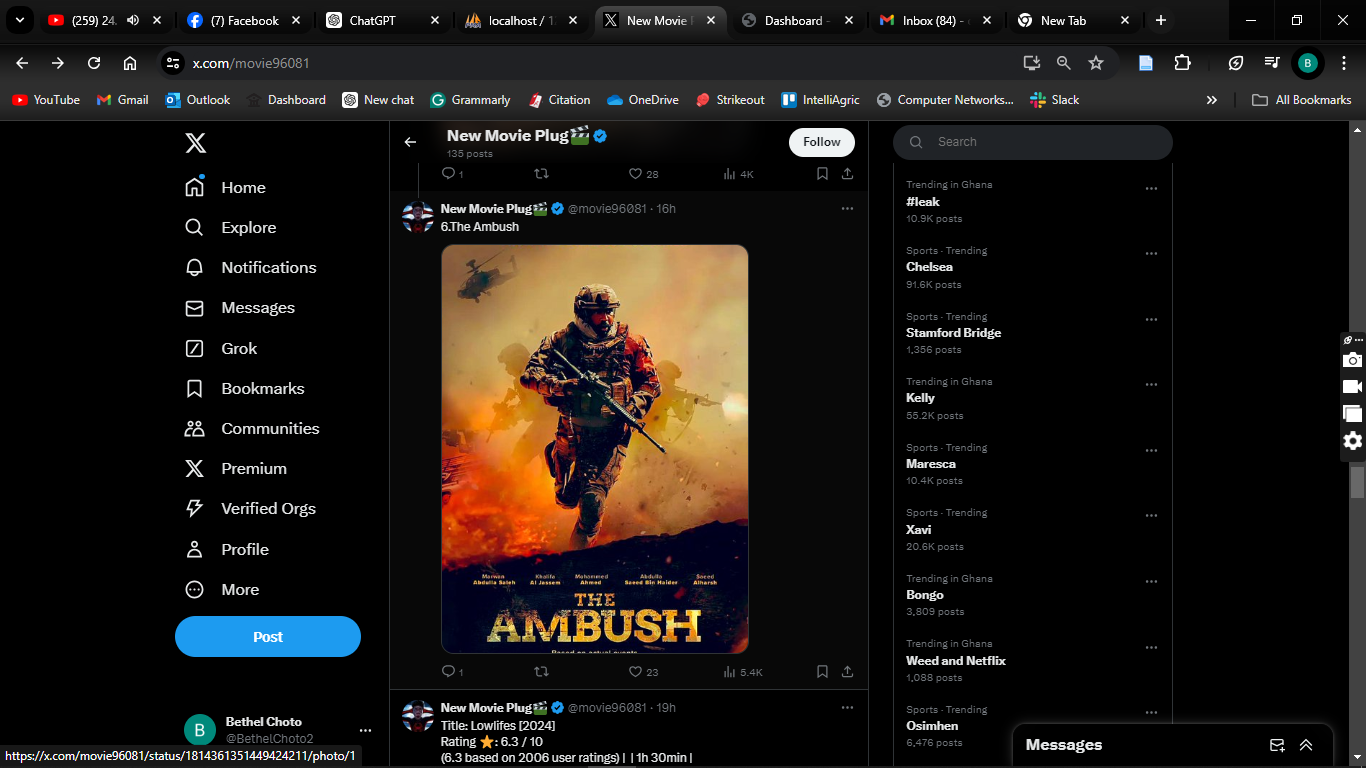 (259) 24.
(7) Facebook
ChatGPT
localhost / 12
New Movie P
Dashboard -
Inbox (84) -
New Tab
x.com/movie96081
B
YouTube
Gmail
Outlook
Dashboard
New chat
Grammarly
Citation
OneDrive
Strikeout
IntelliAgric
Computer Networks...
Slack
All Bookmarks
Home
Explore
Notifications
Messages
Grok
Bookmarks
Communities
Premium
Verified Orgs
Profile
More
Post
B
Bethel Choto
@BethelChoto2
https://x.com/movie96081/status/1814361351449424211/photo/1
New Movie Plug🎬
135 posts
Follow
1
28
4K
New Movie Plug🎬 @movie96081 · 16h
6.The Ambush
Marwan Abdulla Saleh
Khalifa Al Jassem
Mohammed Ahmed
Abdulla Saeed Bin Haider
Saeed Alharsh
THE
AMBUSH
Based on actual events
1
23
5.4K
New Movie Plug🎬 @movie96081 · 19h
Title: Lowlifes [2024]
Rating ⭐: 6.3 / 10
(6.3 based on 2006 user ratings) | | 1h 30min |
Search
Trending in Ghana
#leak
10.9K posts
Sports · Trending
Chelsea
91.6K posts
Sports · Trending
Stamford Bridge
1,356 posts
Trending in Ghana
Kelly
55.2K posts
Sports · Trending
Maresca
10.4K posts
Sports · Trending
Xavi
20.6K posts
Trending in Ghana
Bongo
3,809 posts
Trending in Ghana
Weed and Netflix
1,088 posts
Sports · Trending
Osimhen
6,476 posts
Messages